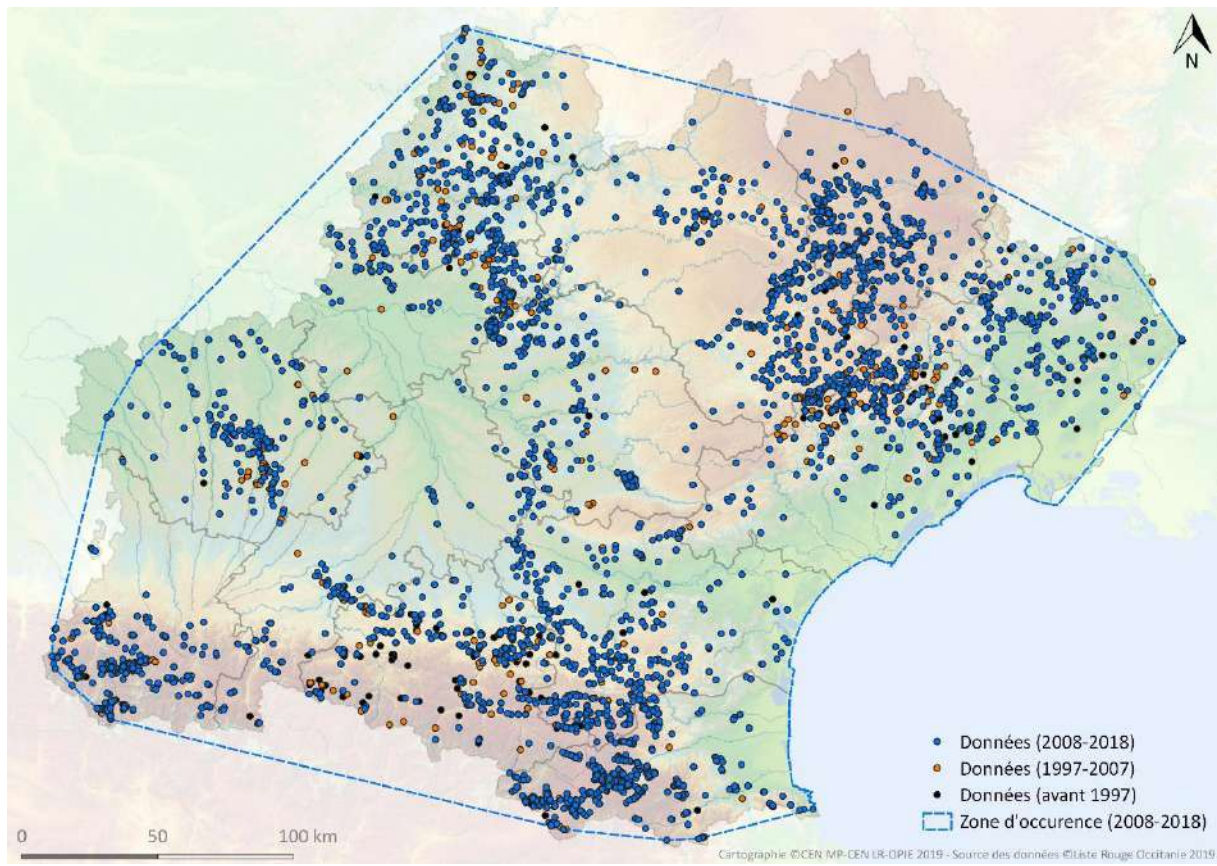 N
Données (2008-2018)
Données (1997-2007)
Données (avant 1997)
Zone d'occurence (2008-2018)
0 50 100 km
Cartographie ©CEN MP-CEN LR-OPIE 2019 - Source des données ©Liste Rouge Occitanie 2019